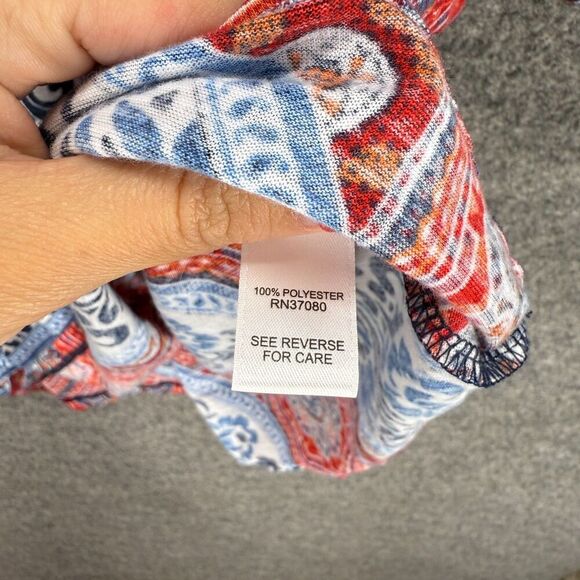 100% POLYESTER
RN37080
SEE REVERSE
FOR CARE